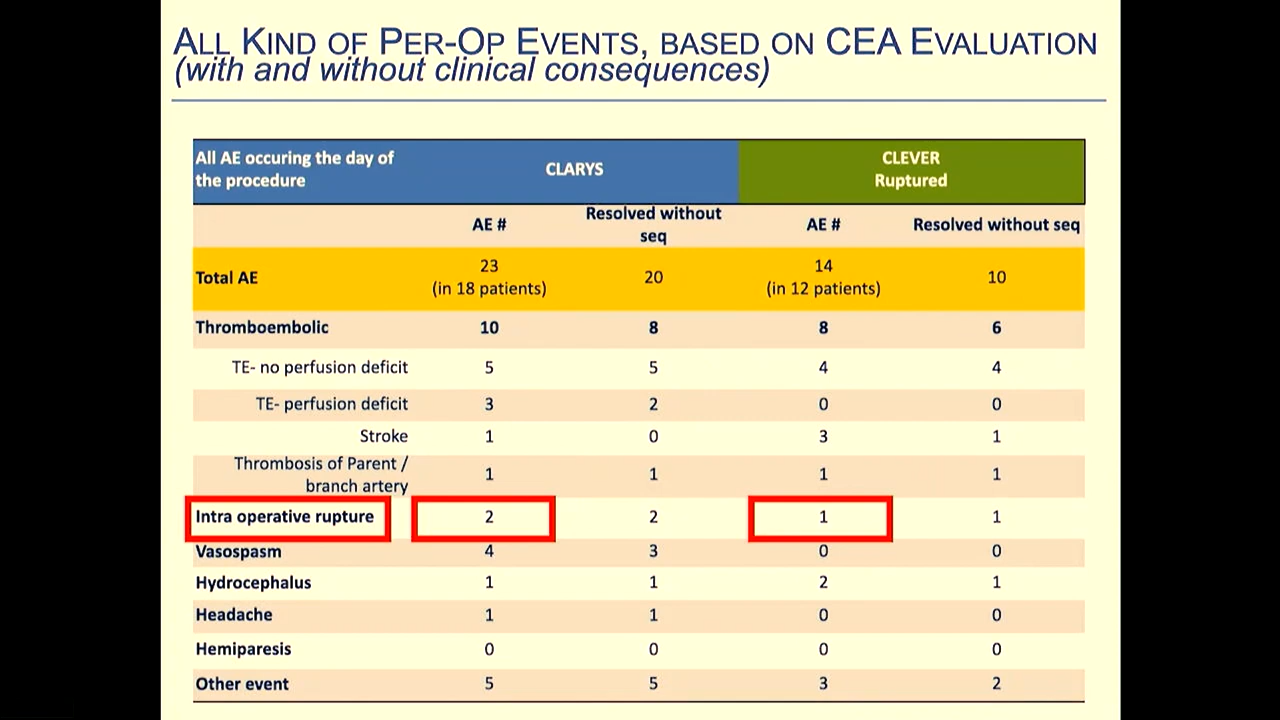 ALL KIND OF PER-OP EVENTS, BASED ON CEA EVALUATION
(with and without clinical consequences)
All AE occuring the day of the procedure CLARYS CLEVER Ruptured
AE # Resolved without seq AE # Resolved without seq
Total AE 23 (in 18 patients) 20 14 (in 12 patients) 10
Thromboembolic 10 8 8 6
TE- no perfusion deficit 5 5 4 4
TE- perfusion deficit 3 2 0 0
Stroke 1 0 3 1
Thrombosis of Parent / branch artery 1 1 1 1
Intra operative rupture 2 2 1 1
Vasospasm 4 3 0 0
Hydrocephalus 1 1 2 1
Headache 1 1 0 0
Hemiparesis 0 0 0 0
Other event 5 5 3 2